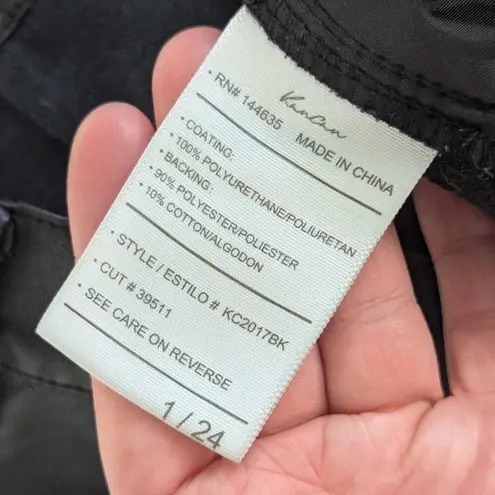 KanCan
• RN# 144635 MADE IN CHINA
• COATING:
• 100% POLYURETHANE/POLIURETAN
• BACKING:
• 90% POLYESTER/POLIESTER
• 10% COTTON/ALGODON
• STYLE / ESTILO # KC2017BK
• CUT # 39511
• SEE CARE ON REVERSE
1 / 24